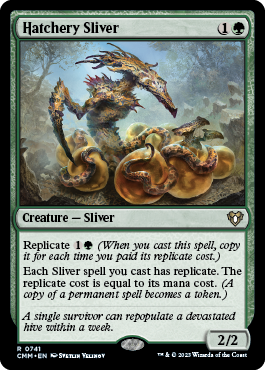 Hatchery Sliver 1
Creature — Sliver
Replicate 1 (When you cast this spell, copy
it for each time you paid its replicate cost.)
Each Sliver spell you cast has replicate. The
replicate cost is equal to its mana cost. (A
copy of a permanent spell becomes a token.)
A single survivor can repopulate a devastated
hive within a week.
2/2
R 0741
CMM • EN Svetlin Velinov
™ & © 2023 Wizards of the Coast